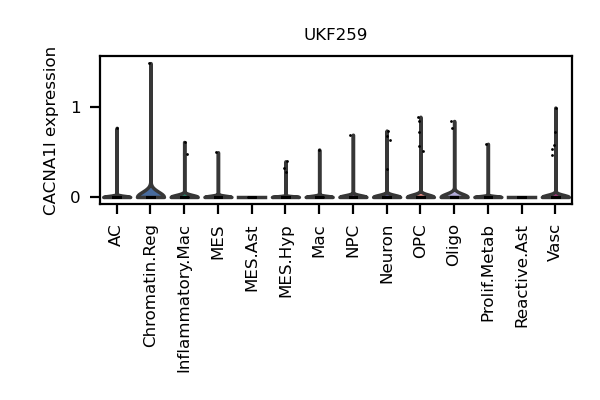 UKF259
CACNA1I expression
1
0
AC
Chromatin.Reg
Inflammatory.Mac
MES
MES.Ast
MES.Hyp
Mac
NPC
Neuron
OPC
Oligo
Prolif.Metab
Reactive.Ast
Vasc